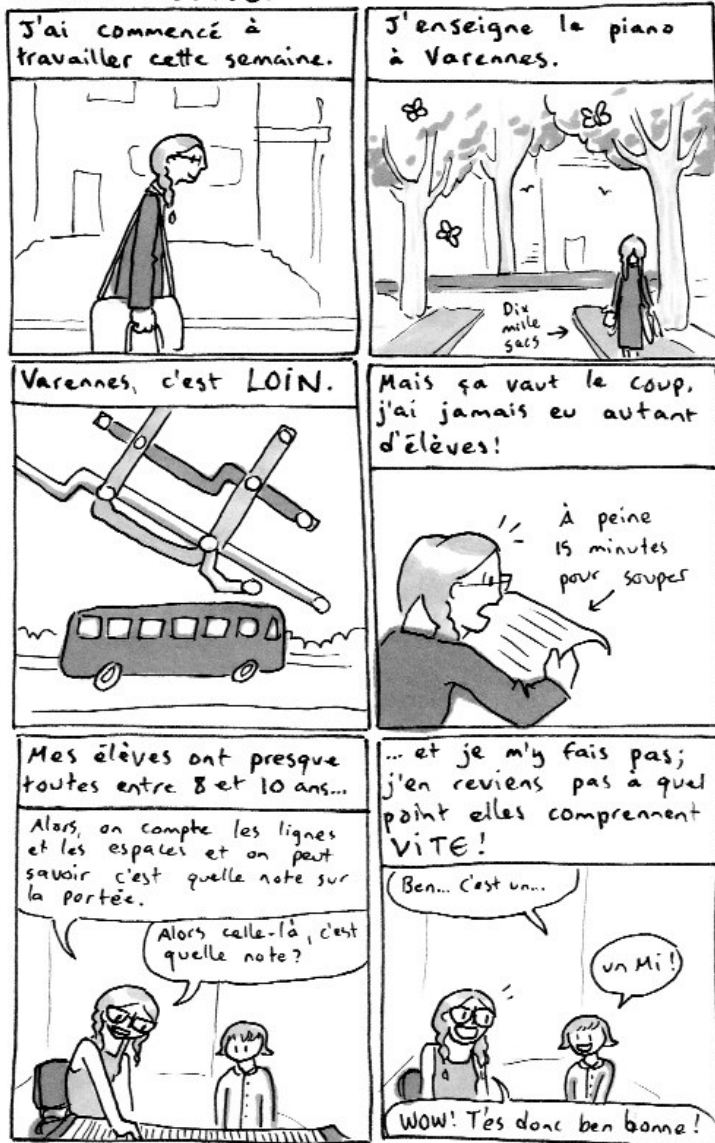 J'ai commencé à
travailler cette semaine.
J'enseigne le piano
à Varennes.
Dix
mille
sacs
Varennes, c'est LOIN.
Mais ça vaut le coup,
j'ai jamais eu autant
d'élèves!
À peine
15 minutes
pour souper
Mes élèves ont presque
toutes entre 8 et 10 ans...
Alors, on compte les lignes
et les espaces et on peut
savoir c'est quelle note sur
la portée.
Alors celle-là, c'est
quelle note?
... et je m'y fais pas;
j'en reviens pas à quel
point elles comprennent
ViTE!
Ben... c'est un...
un Mi!
WOW! T'es donc ben bonne!